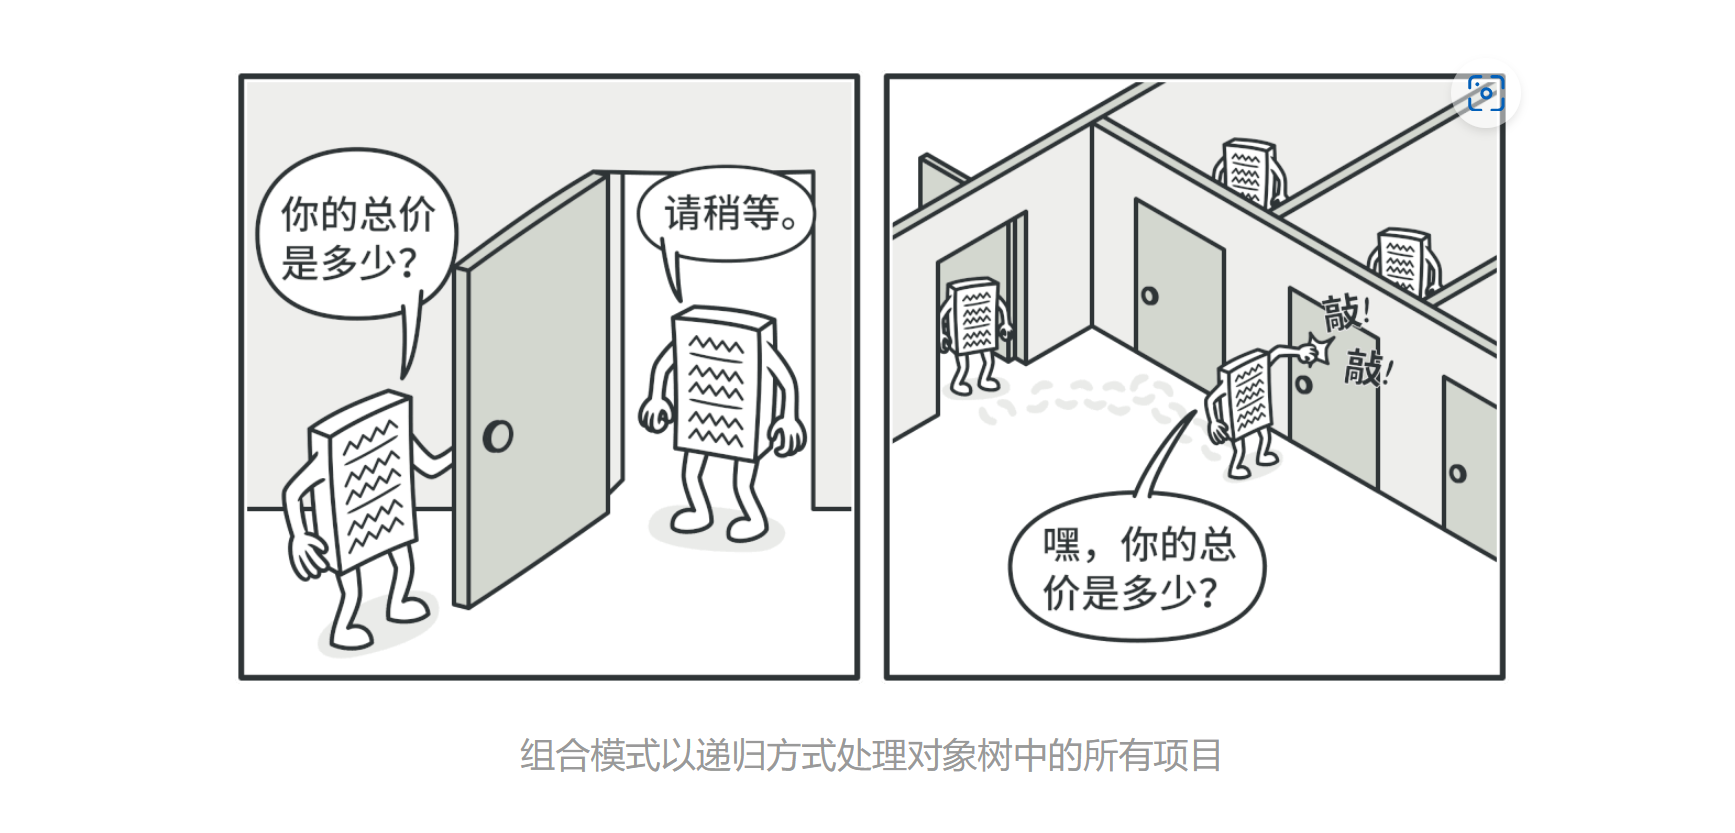 你的总价
是多少？
请稍等。
敲！
敲！
嘿，你的总
价是多少？
组合模式以递归方式处理对象树中的所有项目